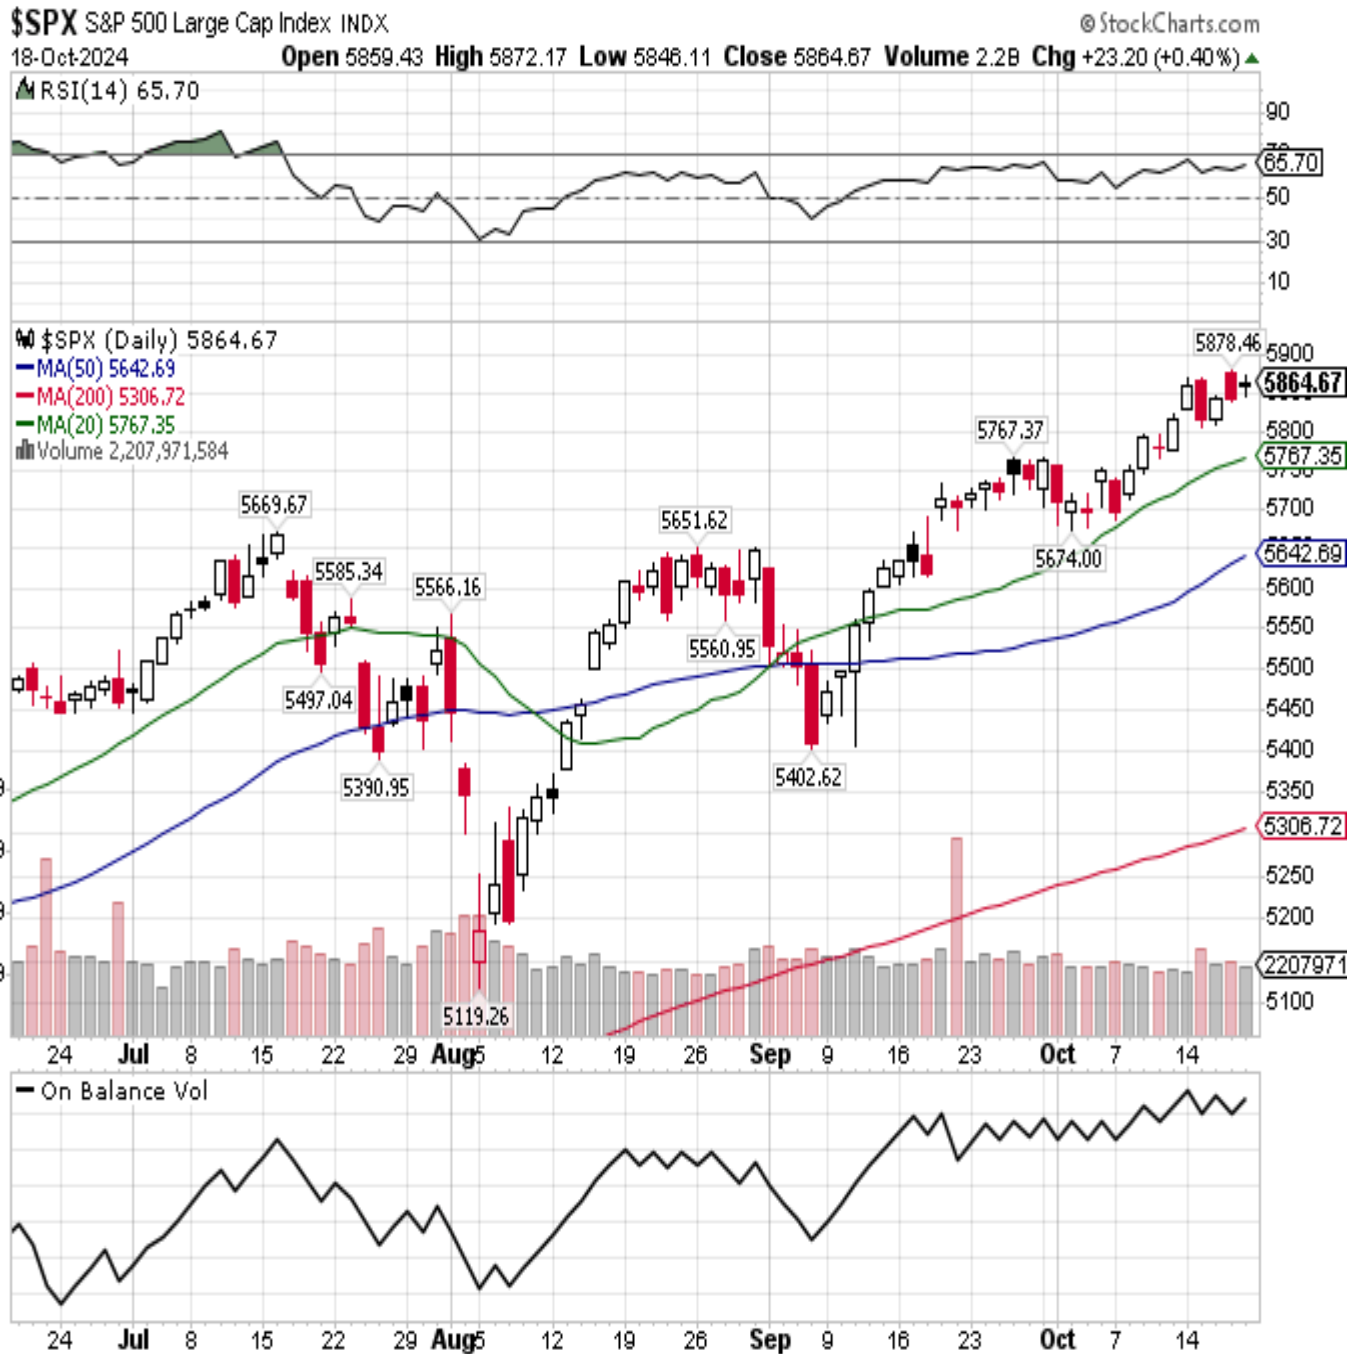 $SPX S&P 500 Large Cap Index INDX
© StockCharts.com
18-Oct-2024
Open 5859.43 High 5872.17 Low 5846.11 Close 5864.67 Volume 2.2B Chg +23.20 (+0.40%) ▲
RSI(14) 65.70
90
65.70
50
30
10
$SPX (Daily) 5864.67
MA(50) 5642.69
MA(200) 5306.72
MA(20) 5767.35
Volume 2,207,971,584
5878.46
5900
5864.67
5767.37
5800
5767.35
5669.67
5651.62
5700
5585.34
5566.16
5674.00
5642.69
5600
5560.95
5550
5497.04
5500
5450
5390.95
5402.62
5400
5350
5306.72
5250
5200
2207971
5119.26
5100
24 Jul 8 15 22 29 Aug 5 12 19 26 Sep 9 16 23 Oct 7 14
On Balance Vol
24 Jul 8 15 22 29 Aug 5 12 19 26 Sep 9 16 23 Oct 7 14